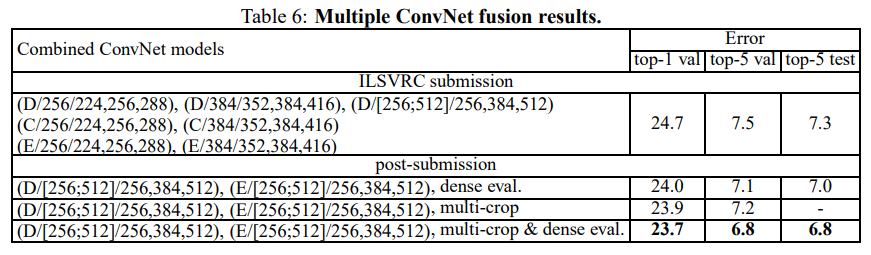 Table 6: Multiple ConvNet fusion results.
Combined ConvNet models
Error
top-1 val top-5 val top-5 test
ILSVRC submission
(D/256/224,256,288), (D/384/352,384,416), (D/[256;512]/256,384,512)
(C/256/224,256,288), (C/384/352,384,416)
(E/256/224,256,288), (E/384/352,384,416)
24.7 7.5 7.3
post-submission
(D/[256;512]/256,384,512), (E/[256;512]/256,384,512), dense eval. 24.0 7.1 7.0
(D/[256;512]/256,384,512), (E/[256;512]/256,384,512), multi-crop 23.9 7.2 -
(D/[256;512]/256,384,512), (E/[256;512]/256,384,512), multi-crop & dense eval. 23.7 6.8 6.8